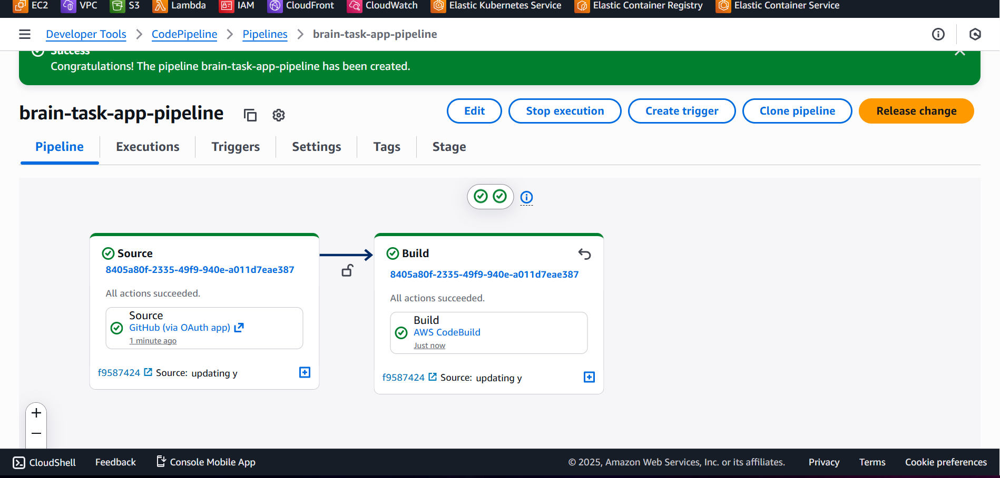 EC2 VPC S3 Lambda IAM CloudFront CloudWatch Elastic Kubernetes Service Elastic Container Registry Elastic Container Service
Developer Tools CodePipeline Pipelines brain-task-app-pipeline
Success
Congratulations! The pipeline brain-task-app-pipeline has been created.
brain-task-app-pipeline Edit Stop execution Create trigger Clone pipeline Release change
Pipeline Executions Triggers Settings Tags Stage
Source
8405a80f-2335-49f9-940e-a011d7eae387
All actions succeeded.
Source
GitHub (via OAuth app)
1 minute ago
f9587424 Source: updating y
Build
8405a80f-2335-49f9-940e-a011d7eae387
All actions succeeded.
Build
AWS CodeBuild
Just now
f9587424 Source: updating y
CloudShell Feedback Console Mobile App © 2025, Amazon Web Services, Inc. or its affiliates. Privacy Terms Cookie preferences